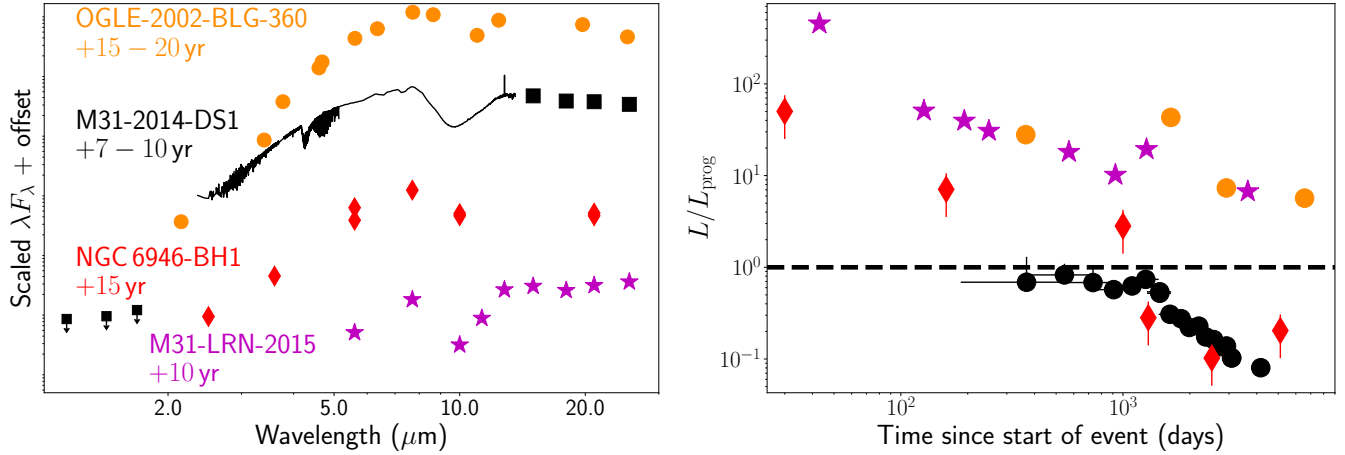 OGLE-2002-BLG-360
+15 − 20 yr
M31-2014-DS1
+7 − 10 yr
NGC 6946-BH1
+15 yr
M31-LRN-2015
+10 yr
Scaled λF_λ + offset
2.0 5.0 10.0 20.0
Wavelength (μm)
10^2
10^1
10^0
10^−1
L/L_prog
10^2 10^3
Time since start of event (days)